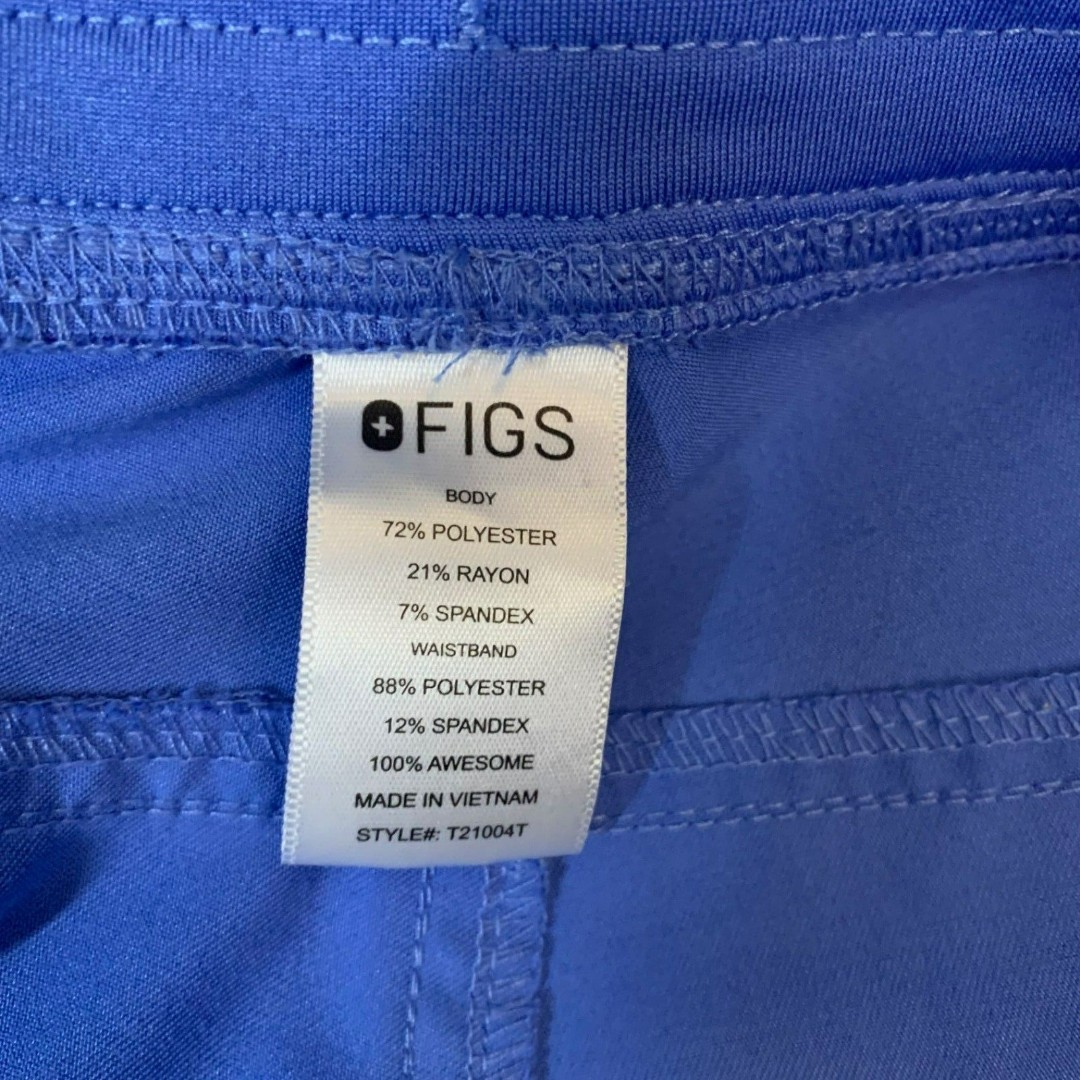 FIGS
BODY
72% POLYESTER
21% RAYON
7% SPANDEX
WAISTBAND
88% POLYESTER
12% SPANDEX
100% AWESOME
MADE IN VIETNAM
STYLE#: T21004T